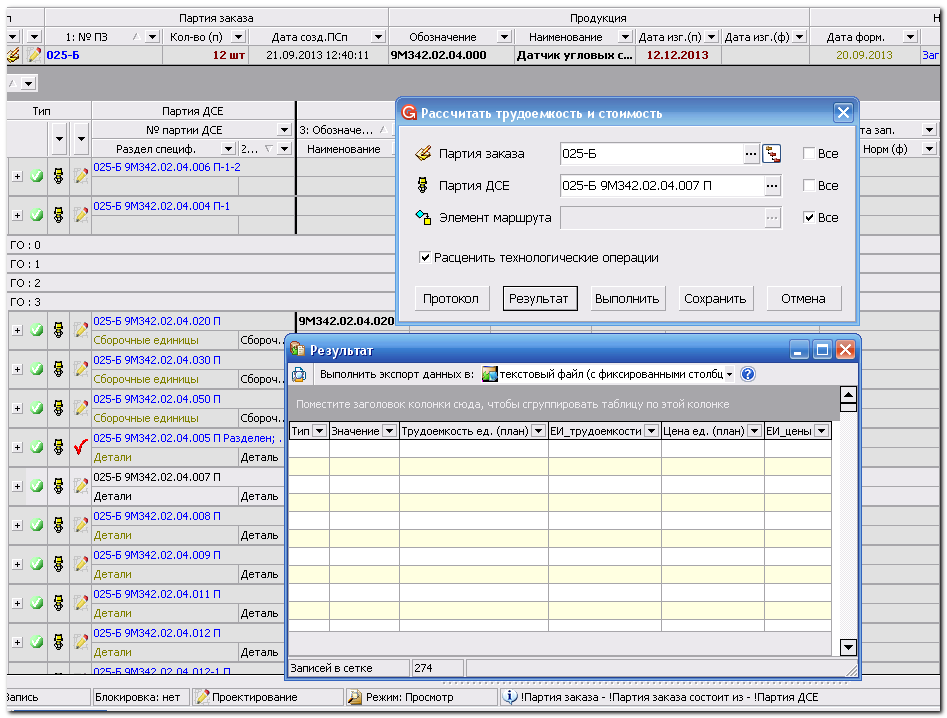 п Партия заказа Продукция Н
1: № ПЗ Кол-во (п) Дата созд.ПСп Обозначение Наименование Дата изг.(п) Дата изг.(ф) Дата форм.
025-Б 12 шт 21.09.2013 12:40:11 9М342.02.04.000 Датчик угловых с... 12.12.2013 20.09.2013 Заг
Тип Партия ДСЕ
№ партии ДСЕ 3: Обозначе... та зап.
Раздел специф. 2... Наименование Норм (ф)
025-Б 9М342.02.04.006 П-1-2
025-Б 9М342.02.04.004 П-1
ГО : 0
ГО : 1
ГО : 2
ГО : 3
025-Б 9М342.02.04.020 П 9М342.02.04.020
Сборочные единицы Сбороч..
025-Б 9М342.02.04.030 П
Сборочные единицы Сбороч..
025-Б 9М342.02.04.050 П
Сборочные единицы Сбороч..
025-Б 9М342.02.04.005 П Разделен; .
Детали Деталь
025-Б 9М342.02.04.007 П
Детали Деталь
025-Б 9М342.02.04.008 П
Детали Деталь
025-Б 9М342.02.04.009 П
Детали Деталь
025-Б 9М342.02.04.011 П
Детали Деталь
025-Б 9М342.02.04.012 П
Детали Деталь
025-Б 9М342.02.04.012-1 П
Рассчитать трудоемкость и стоимость
Партия заказа 025-Б ... Все
Партия ДСЕ 025-Б 9М342.02.04.007 П ... Все
Элемент маршрута ... Все
Расценить технологические операции
Протокол Результат Выполнить Сохранить Отмена
Результат
Выполнить экспорт данных в: текстовый файл (с фиксированными столбц
Поместите заголовок колонки сюда, чтобы сгруппировать таблицу по этой колонке
Тип Значение Трудоемкость ед. (план) ЕИ_трудоемкости Цена ед. (план) ЕИ_цены
Записей в сетке 274
Запись Блокировка: нет Проектирование Режим: Просмотр !Партия заказа - !Партия заказа состоит из - !Партия ДСЕ